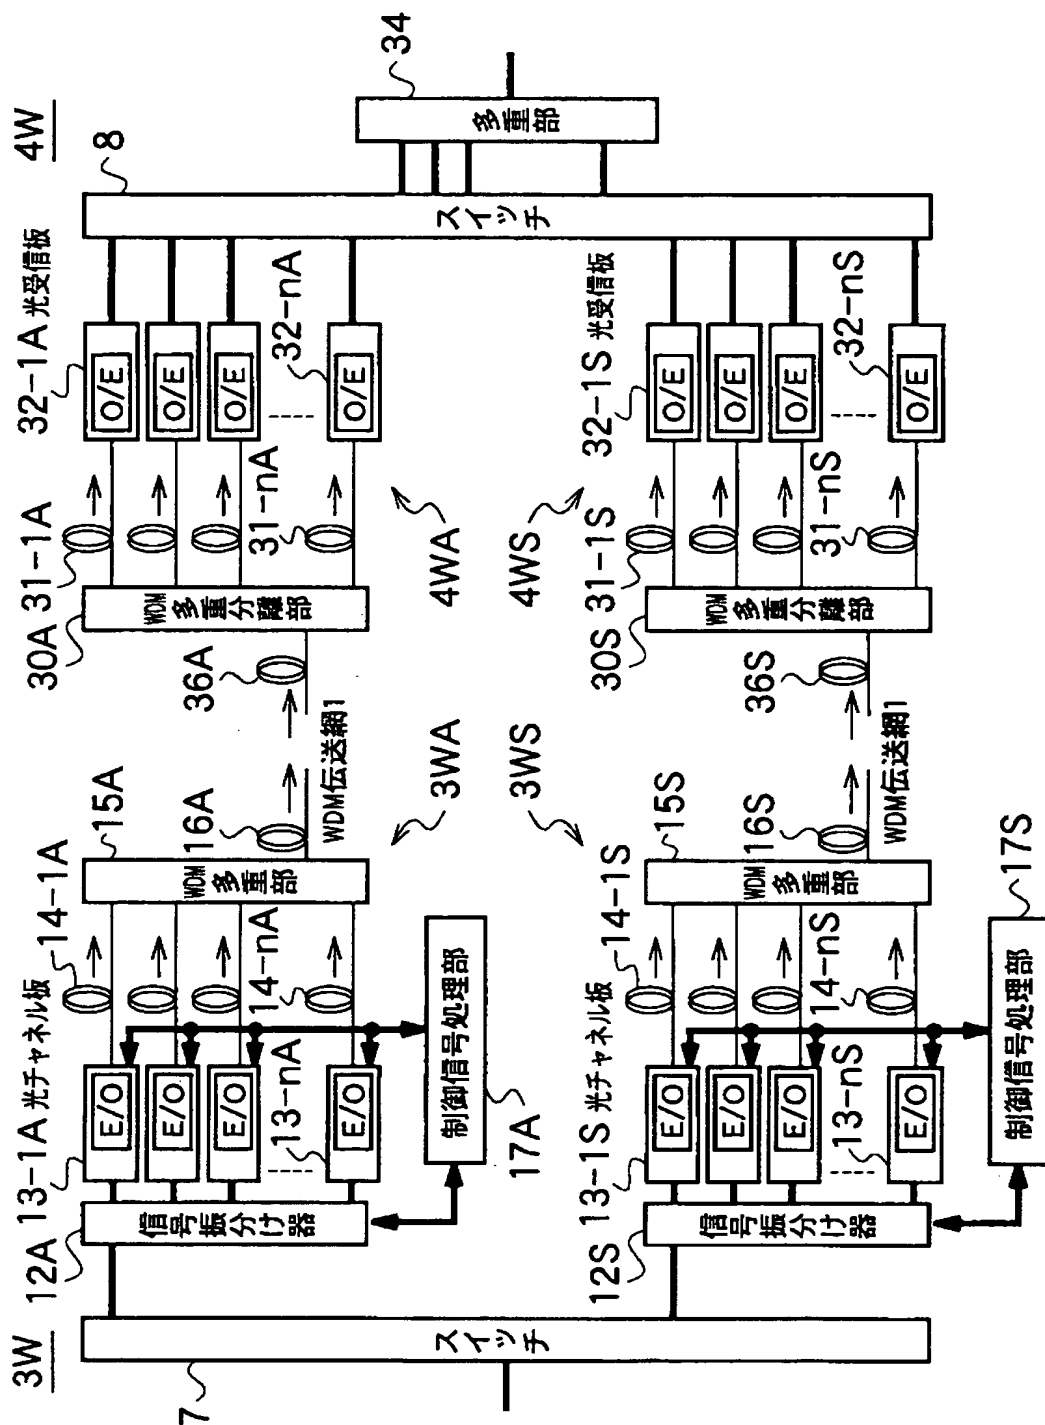 3W
4W
7
スイッチ
12A
信号振分け器
13-1A 光チャネル板
E/O
E/O
E/O
E/O
13-nA
14-1A
14-nA
制御信号処理部
17A
15A
WDM
多重部
16A
WDM伝送網1
36A
30A
WDM
多重分離部
31-1A
31-nA
32-1A 光受信板
O/E
O/E
O/E
O/E
32-nA
8
スイッチ
34
多重部
3WA
4WA
3WS
4WS
12S
信号振分け器
13-1S 光チャネル板
E/O
E/O
E/O
E/O
13-nS
14-1S
14-nS
制御信号処理部
17S
15S
WDM
多重部
16S
WDM伝送網1
36S
30S
WDM
多重分離部
31-1S
31-nS
32-1S 光受信板
O/E
O/E
O/E
O/E
32-nS